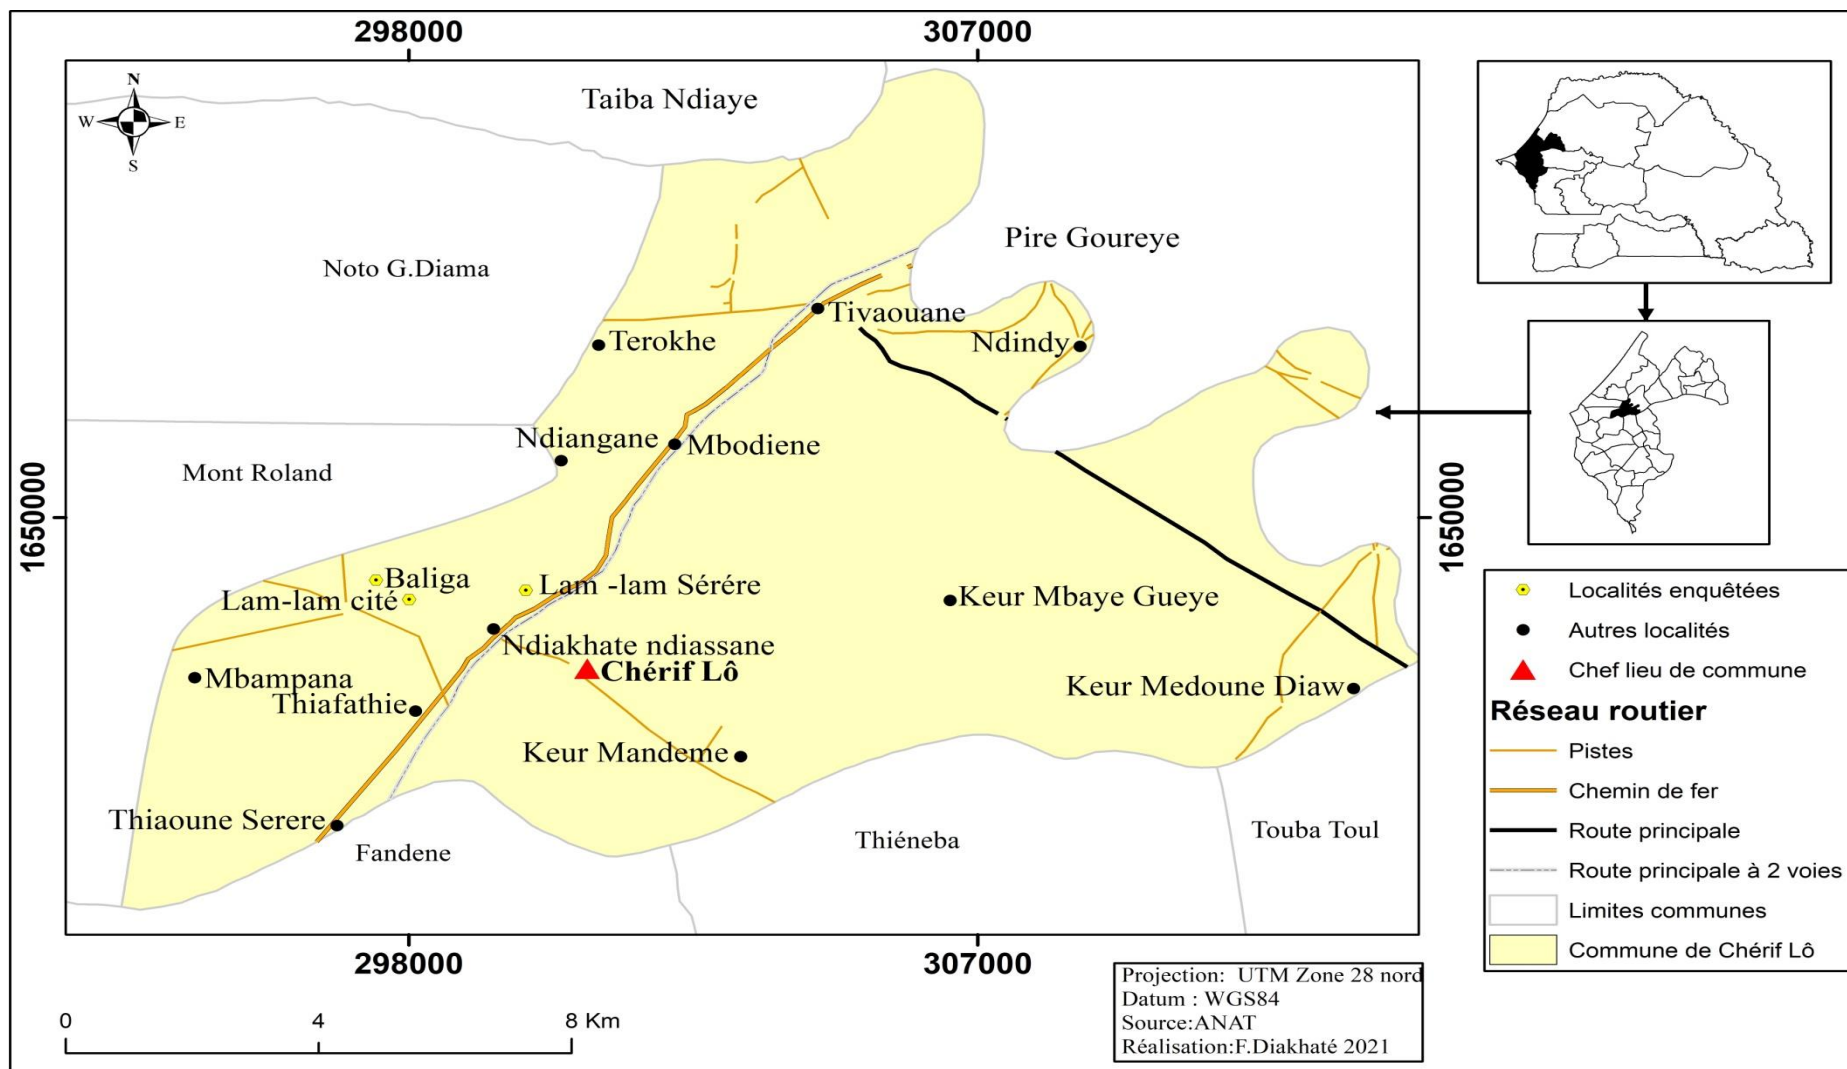 298000
307000
N
W
E
S
Taiba Ndiaye
Pire Goureye
Noto G.Diama
Tivaouane
Terokhe
Ndindy
Ndiangane
Mbodiene
Mont Roland
1650000
1650000
Baliga
Lam -lam Sérére
Lam-lam cité
Keur Mbaye Gueye
Ndiakhate ndiassane
Chérif Lô
Mbampana
Keur Medoune Diaw
Thiafathie
Keur Mandeme
Thiaoune Serere
Fandene
Thiéneba
Touba Toul
298000
307000
0
4
8 Km
Projection: UTM Zone 28 nord
Datum : WGS84
Source:ANAT
Réalisation:F.Diakhaté 2021
Localités enquêtées
Autres localités
Chef lieu de commune
Réseau routier
Pistes
Chemin de fer
Route principale
Route principale à 2 voies
Limites communes
Commune de Chérif Lô